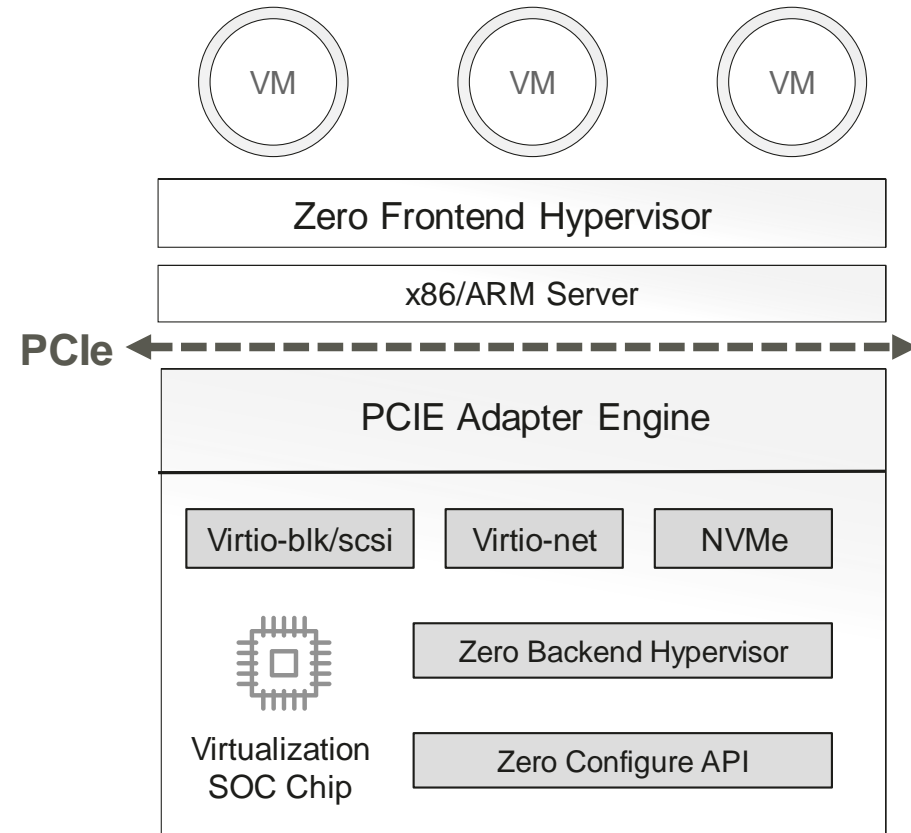 VM
VM
VM
Zero Frontend Hypervisor
x86/ARM Server
PCIe
PCIE Adapter Engine
Virtio-blk/scsi
Virtio-net
NVMe
Zero Backend Hypervisor
Virtualization
SOC Chip
Zero Configure API